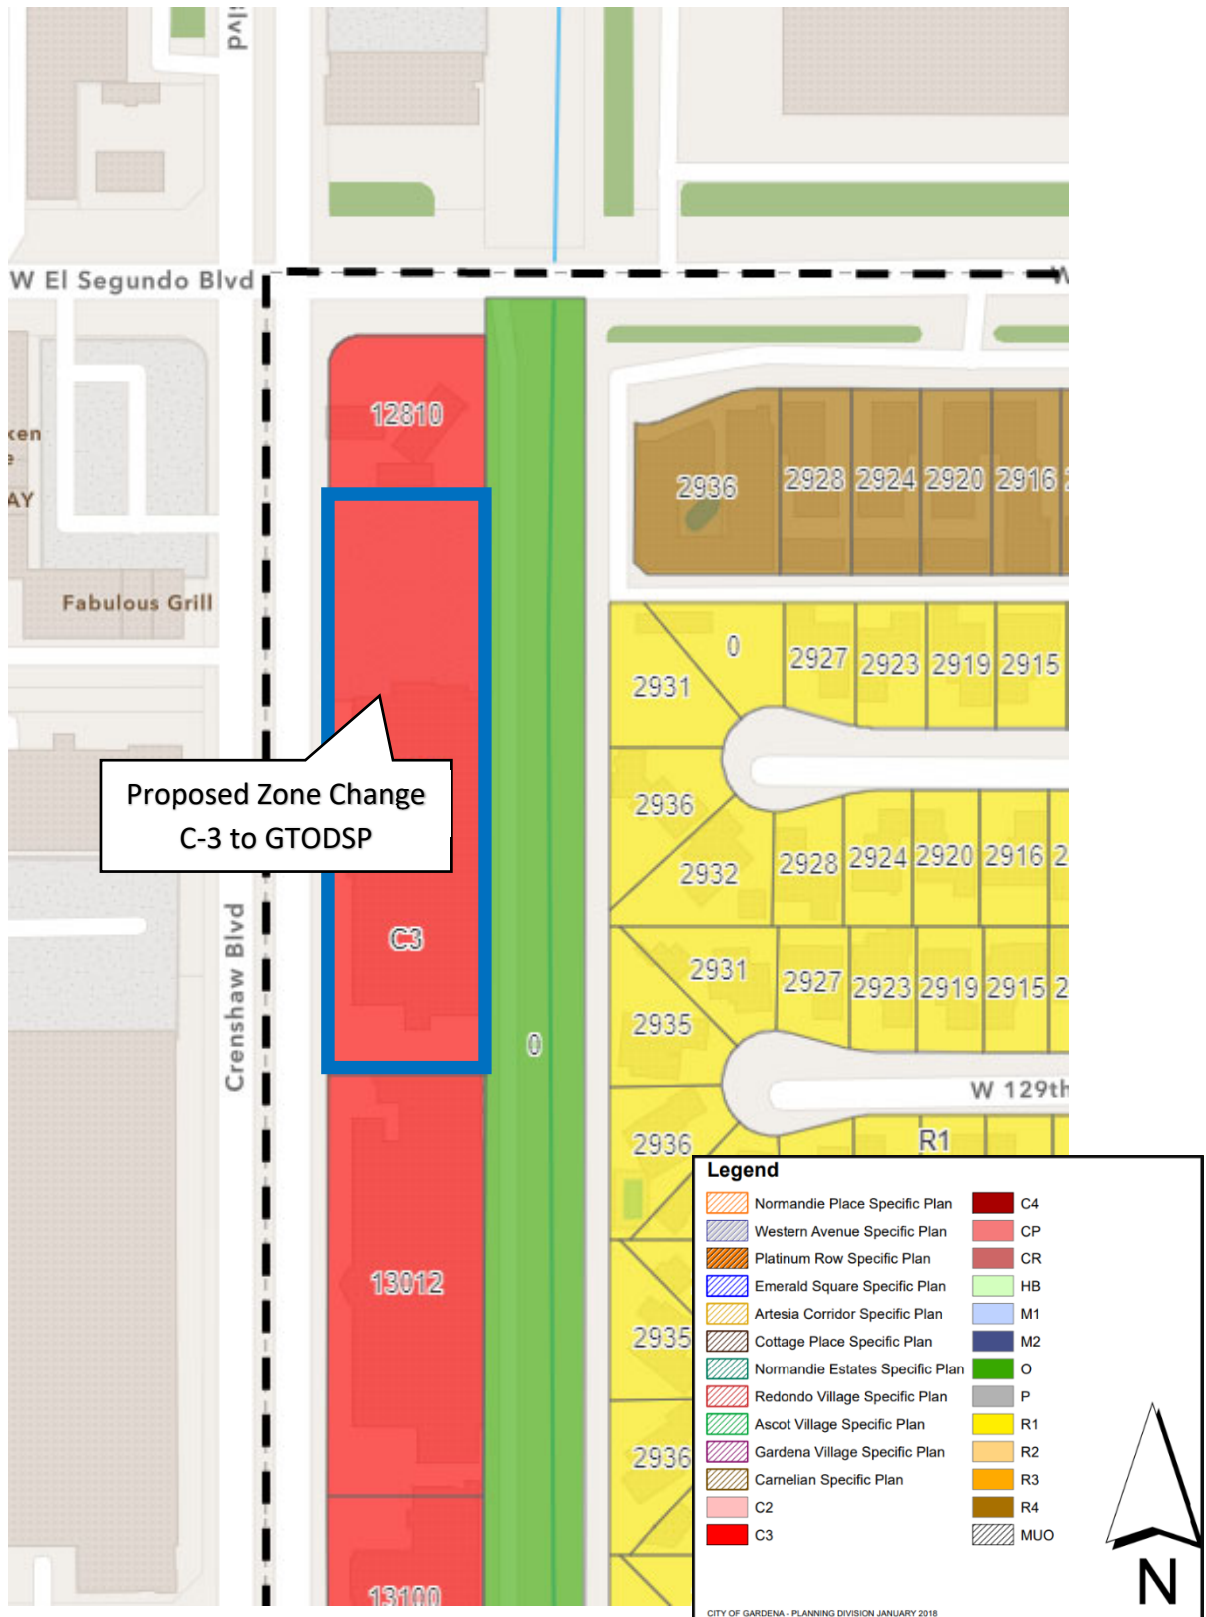 Blvd
W El Segundo Blvd
12810
2936
2928
2924
2920
2916
AY
Fabulous Grill
0
2931
2927
2923
2919
2915
Proposed Zone Change
C-3 to GTODSP
2936
2932
2928
2924
2920
2916
C3
Crenshaw Blvd
0
2931
2927
2923
2919
2915
2935
W 129th
2936
R1
13012
2935
2936
13100
Legend
Normandie Place Specific Plan
Western Avenue Specific Plan
Platinum Row Specific Plan
Emerald Square Specific Plan
Artesia Corridor Specific Plan
Cottage Place Specific Plan
Normandie Estates Specific Plan
Redondo Village Specific Plan
Ascot Village Specific Plan
Gardena Village Specific Plan
Carnelian Specific Plan
C2
C3
C4
CP
CR
HB
M1
M2
O
P
R1
R2
R3
R4
MUO
N
CITY OF GARDENA - PLANNING DIVISION JANUARY 2018